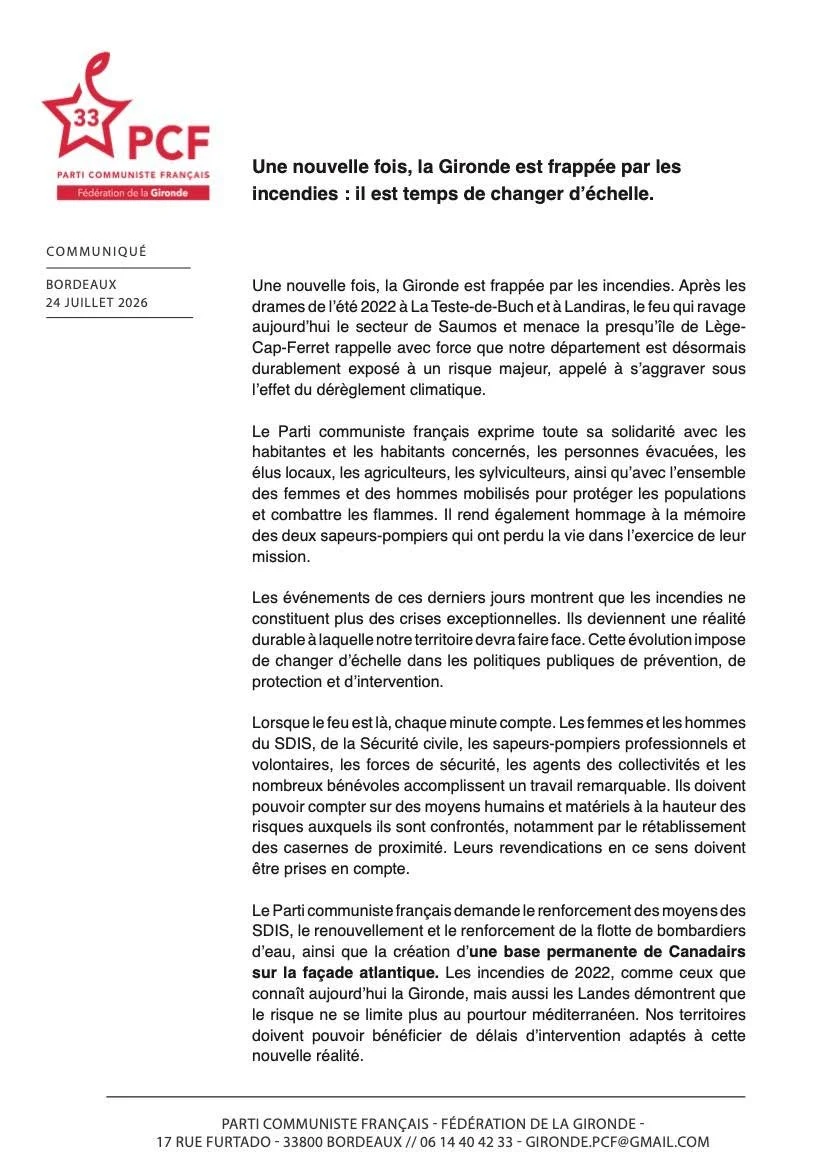 33
PCF
PARTI COMMUNISTE FRANÇAIS
Fédération de la Gironde
Une nouvelle fois, la Gironde est frappée par les
incendies : il est temps de changer d’échelle.
COMMUNIQUÉ
BORDEAUX
24 JUILLET 2026
Une nouvelle fois, la Gironde est frappée par les incendies. Après les
drames de l’été 2022 à La Teste-de-Buch et à Landiras, le feu qui ravage
aujourd’hui le secteur de Saumos et menace la presqu’île de Lège-
Cap-Ferret rappelle avec force que notre département est désormais
durablement exposé à un risque majeur, appelé à s’aggraver sous
l’effet du dérèglement climatique.
Le Parti communiste français exprime toute sa solidarité avec les
habitantes et les habitants concernés, les personnes évacuées, les
élus locaux, les agriculteurs, les sylviculteurs, ainsi qu’avec l’ensemble
des femmes et des hommes mobilisés pour protéger les populations
et combattre les flammes. Il rend également hommage à la mémoire
des deux sapeurs-pompiers qui ont perdu la vie dans l’exercice de leur
mission.
Les événements de ces derniers jours montrent que les incendies ne
constituent plus des crises exceptionnelles. Ils deviennent une réalité
durable à laquelle notre territoire devra faire face. Cette évolution impose
de changer d’échelle dans les politiques publiques de prévention, de
protection et d’intervention.
Lorsque le feu est là, chaque minute compte. Les femmes et les hommes
du SDIS, de la Sécurité civile, les sapeurs-pompiers professionnels et
volontaires, les forces de sécurité, les agents des collectivités et les
nombreux bénévoles accomplissent un travail remarquable. Ils doivent
pouvoir compter sur des moyens humains et matériels à la hauteur des
risques auxquels ils sont confrontés, notamment par le rétablissement
des casernes de proximité. Leurs revendications en ce sens doivent
être prises en compte.
Le Parti communiste français demande le renforcement des moyens des
SDIS, le renouvellement et le renforcement de la flotte de bombardiers
d’eau, ainsi que la création d’une base permanente de Canadairs
sur la façade atlantique. Les incendies de 2022, comme ceux que
connaît aujourd’hui la Gironde, mais aussi les Landes démontrent que
le risque ne se limite plus au pourtour méditerranéen. Nos territoires
doivent pouvoir bénéficier de délais d’intervention adaptés à cette
nouvelle réalité.
PARTI COMMUNISTE FRANÇAIS - FÉDÉRATION DE LA GIRONDE -
17 RUE FURTADO - 33800 BORDEAUX // 06 14 40 42 33 - GIRONDE.PCF@GMAIL.COM